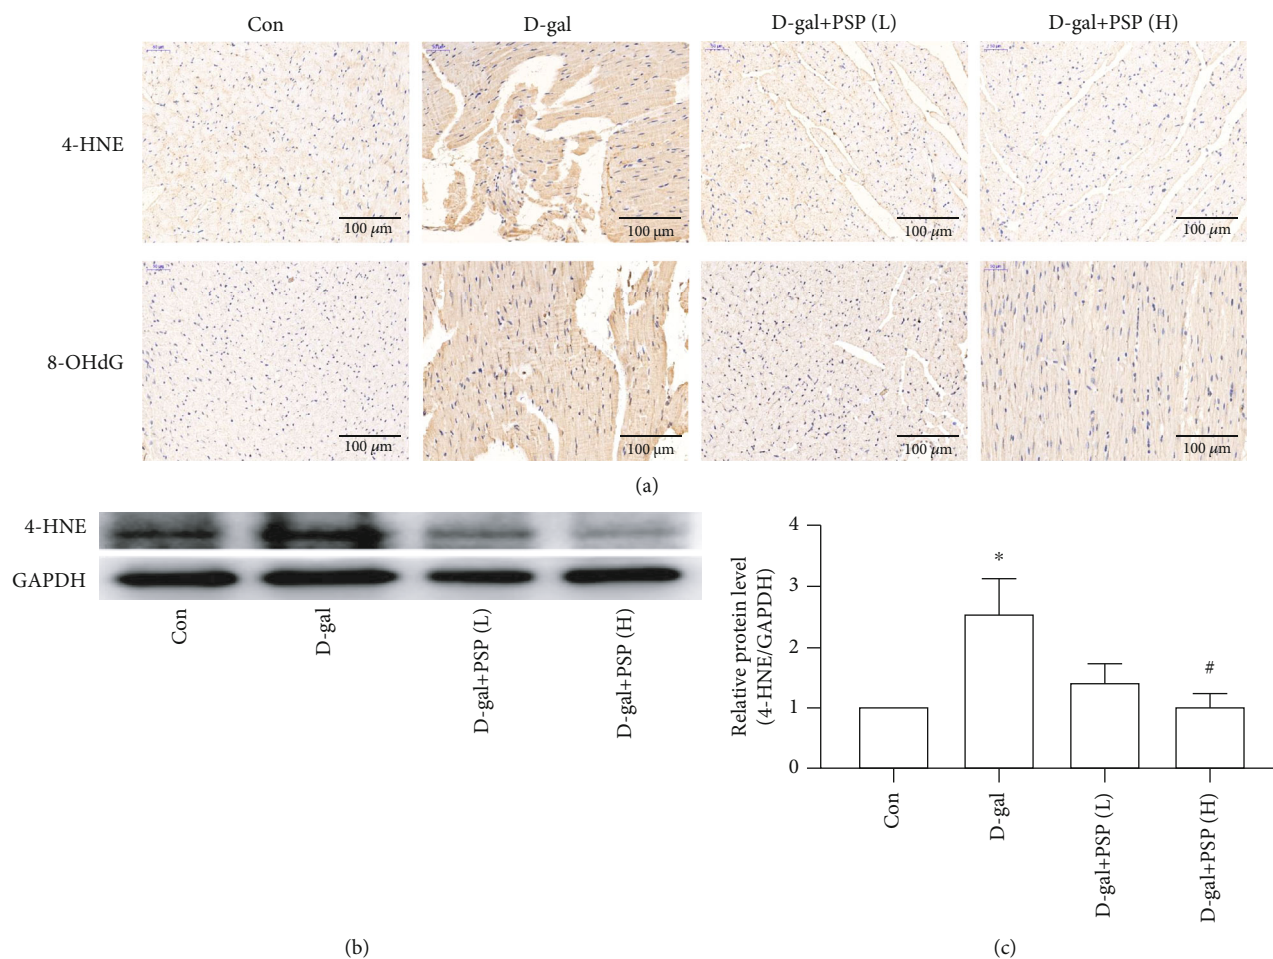 Con
D-gal
D-gal+PSP (L)
D-gal+PSP (H)
4-HNE
100 μm
100 μm
100 μm
100 μm
8-OHdG
100 μm
100 μm
100 μm
100 μm
(a)
4-HNE
GAPDH
Con
D-gal
D-gal+PSP (L)
D-gal+PSP (H)
(b)
Relative protein level
(4-HNE/GAPDH)
4
3
2
1
0
*
#
Con
D-gal
D-gal+PSP (L)
D-gal+PSP (H)
(c)